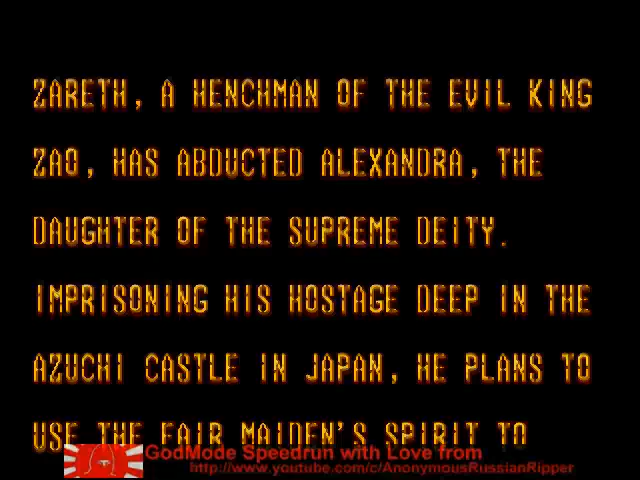 ZARETH, A HENCHMAN OF THE EVIL KING
ZAO, HAS ABDUCTED ALEXANDRA, THE
DAUGHTER OF THE SUPREME DEITY.
IMPRISONING HIS HOSTAGE DEEP IN THE
AZUCHI CASTLE IN JAPAN, HE PLANS TO
USE THE FAIR MAIDEN'S SPIRIT TO
GodMode Speedrun with Love from
http://www.youtube.com/c/AnonymousRussianRipper